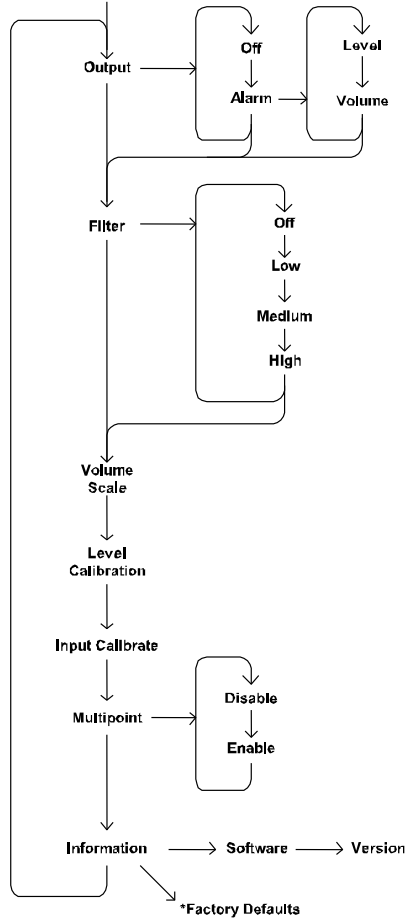 Off
Level
Output
Alarm
Volume
Filter
Off
Low
Medium
High
Volume
Scale
Level
Calibration
Input Calibrate
Multipoint
Disable
Enable
Information
Software
Version
*Factory Defaults